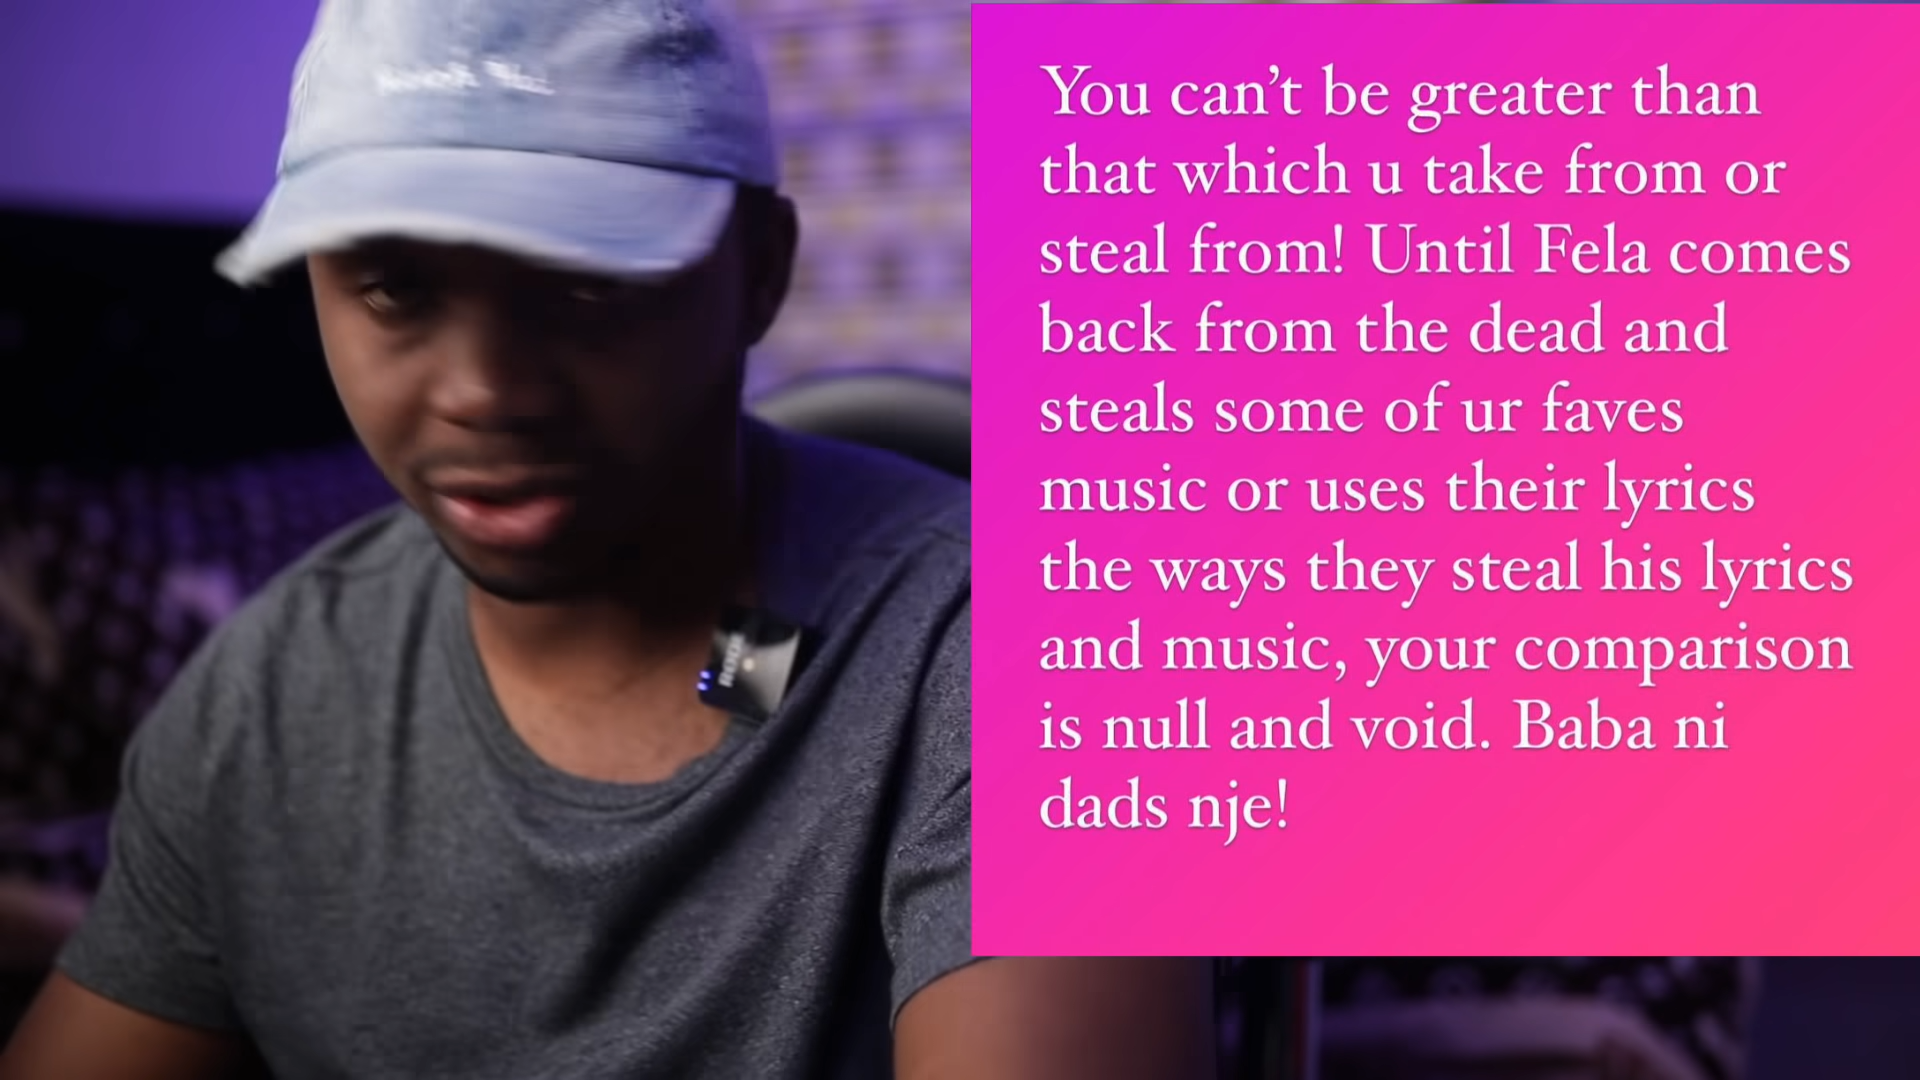 You can’t be greater than
that which u take from or
steal from! Until Fela comes
back from the dead and
steals some of ur faves
music or uses their lyrics
the ways they steal his lyrics
and music, your comparison
is null and void. Baba ni
dads nje!
RODE